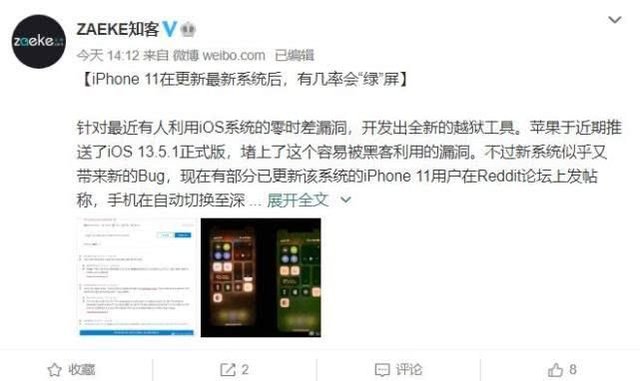 zaeke
ZAEKE知客
今天 14:12 来自 微博 weibo.com 已编辑
【iPhone 11在更新最新系统后，有几率会“绿”屏】
针对最近有人利用iOS系统的零时差漏洞，开发出全新的越狱工具。苹果于近期推
送了iOS 13.5.1正式版，堵上了这个容易被黑客利用的漏洞。不过新系统似乎又
带来新的Bug，现在有部分已更新该系统的iPhone 11用户在Reddit论坛上发帖
称，手机在自动切换至深 ... 展开全文
收藏
2
评论
8